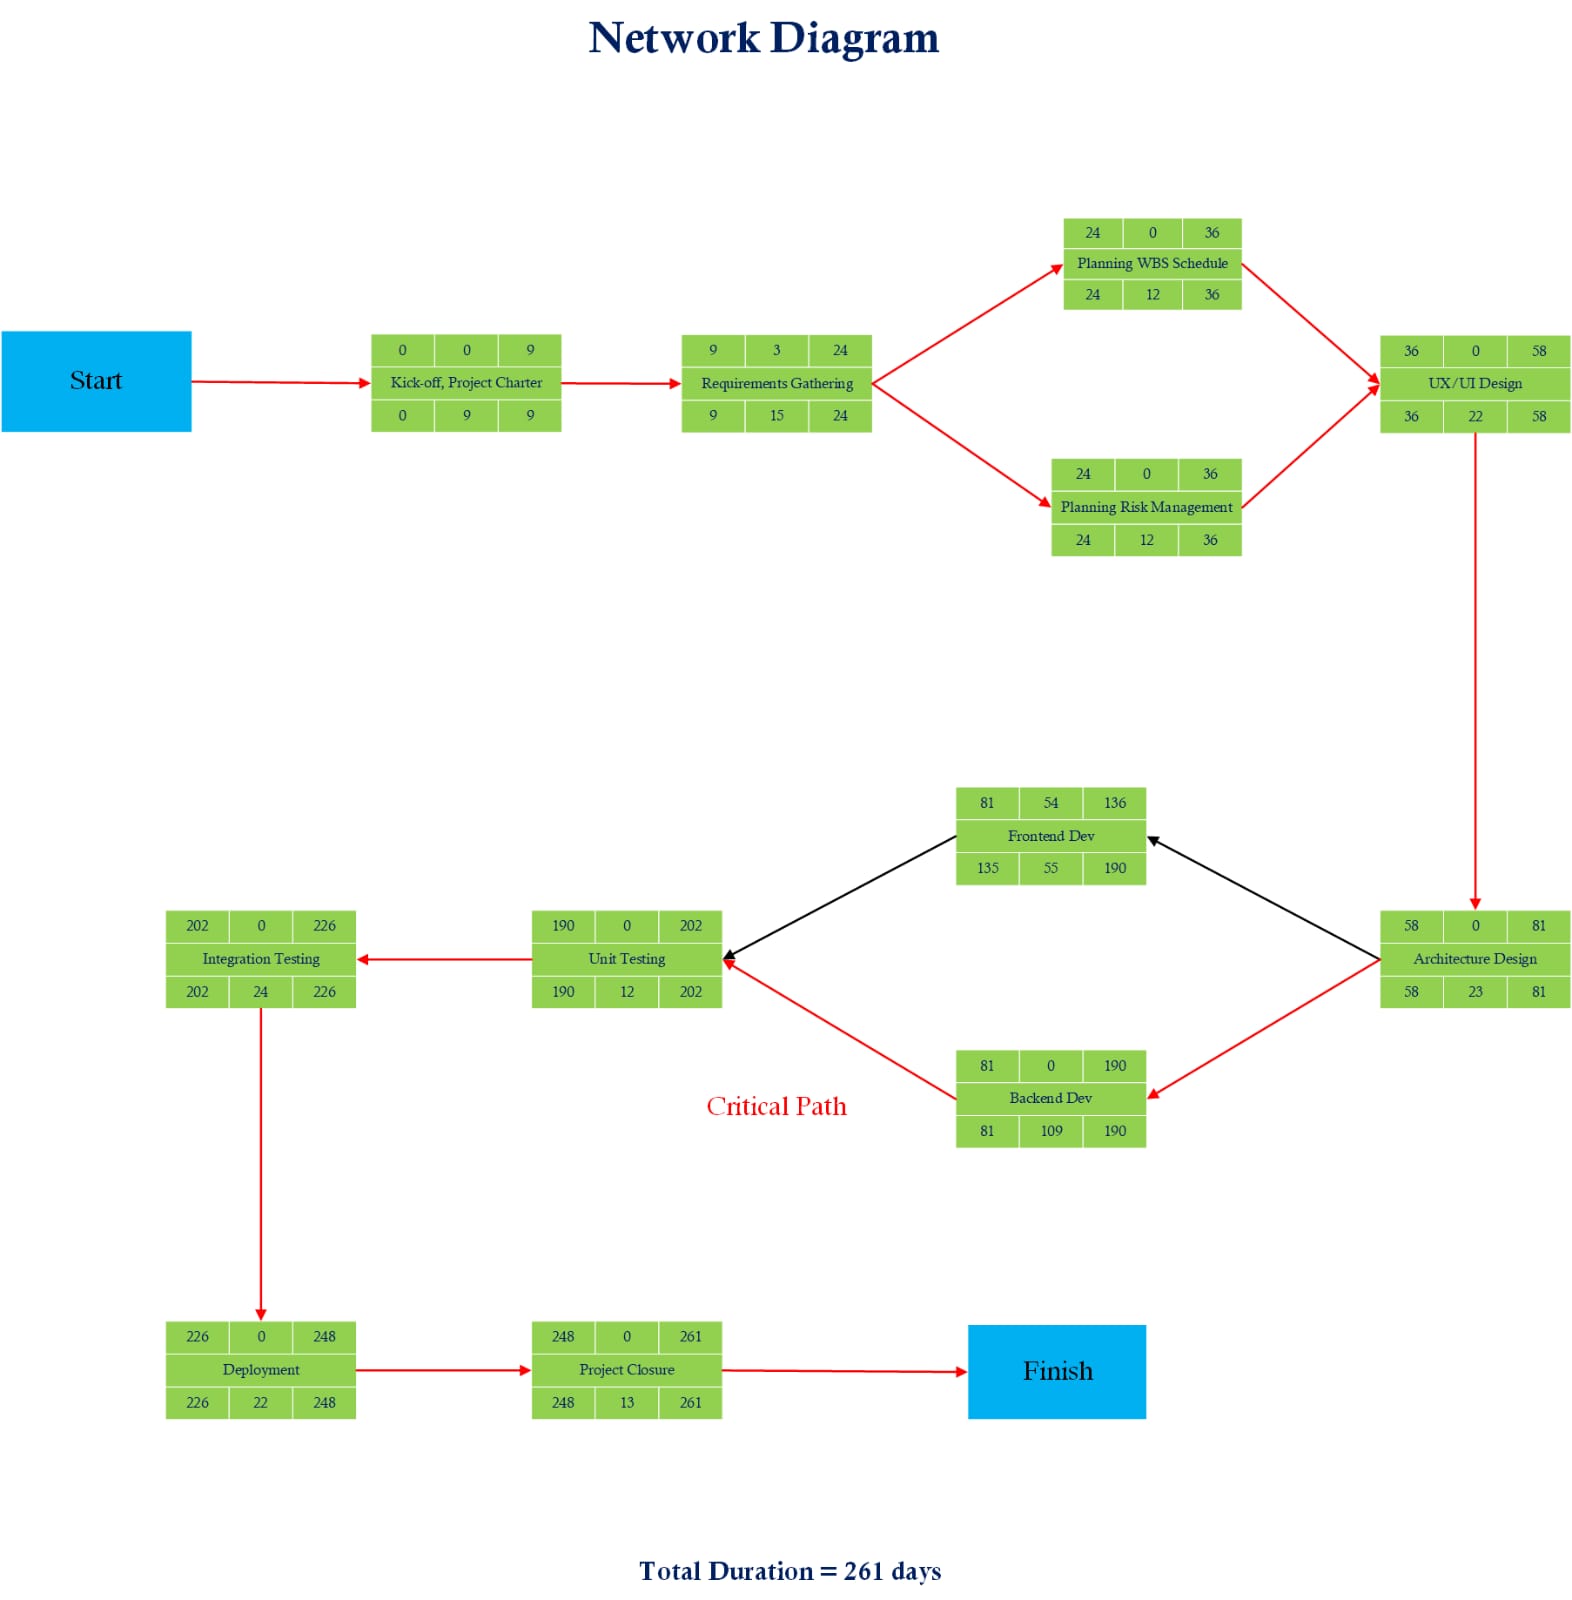 Network Diagram
24 0 36
Planning WBS Schedule
24 12 36
Start
0 0 9
Kick-off, Project Charter
0 9 9
9 3 24
Requirements Gathering
9 15 24
36 0 58
UX/UI Design
36 22 58
24 0 36
Planning Risk Management
24 12 36
81 54 136
Frontend Dev
135 55 190
202 0 226
Integration Testing
202 24 226
190 0 202
Unit Testing
190 12 202
58 0 81
Architecture Design
58 23 81
81 0 190
Backend Dev
81 109 190
Critical Path
226 0 248
Deployment
226 22 248
248 0 261
Project Closure
248 13 261
Finish
Total Duration = 261 days